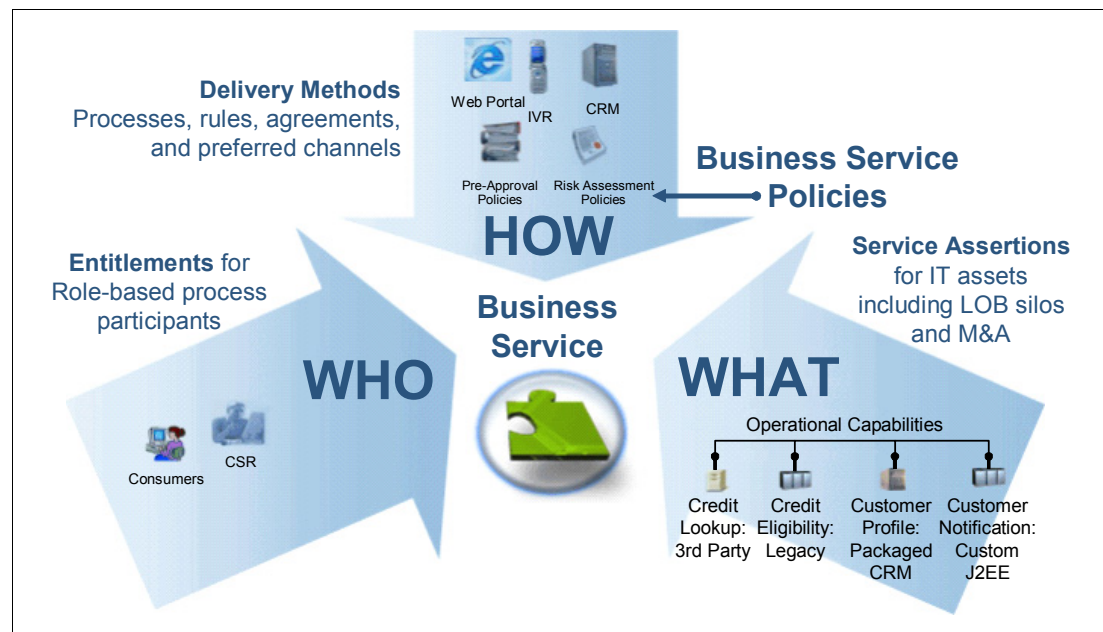 Delivery Methods
Processes, rules, agreements,
and preferred channels
Web Portal
IVR
CRM
Pre-Approval
Policies
Risk Assessment
Policies
HOW
Business Service
Policies
Entitlements for
Role-based process
participants
WHO
Consumers
CSR
Business
Service
Service Assertions
for IT assets
including LOB silos
and M&A
WHAT
Operational Capabilities
Credit
Lookup:
3rd Party
Credit
Eligibility:
Legacy
Customer
Profile:
Packaged
CRM
Customer
Notification:
Custom
J2EE